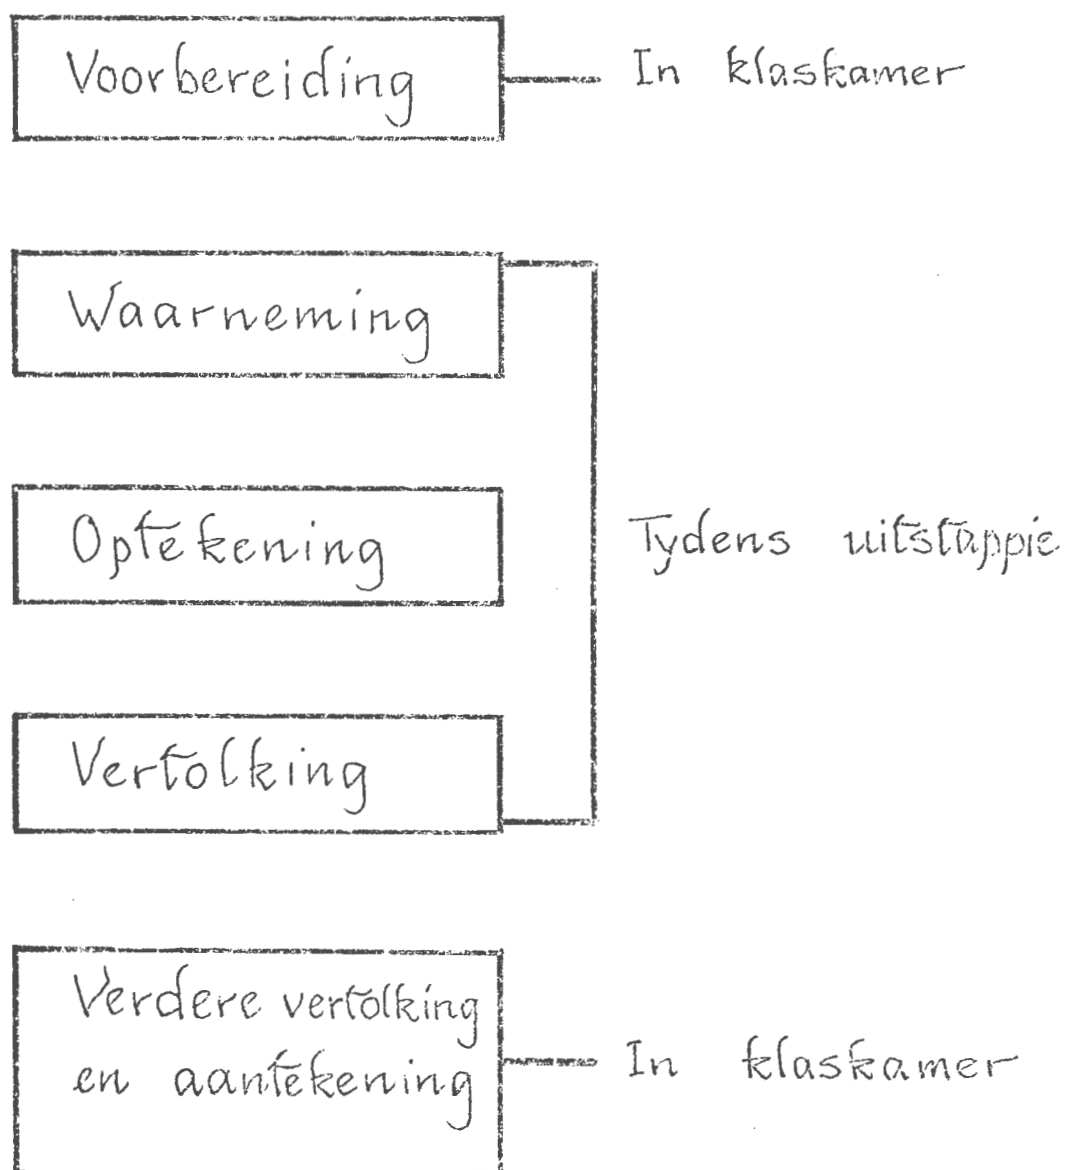 Voorbereiding In klaskamer
Waarneming
Optekening Tydens uitstappie
Vertolking
Verdere vertolking
en aantekening In klaskamer